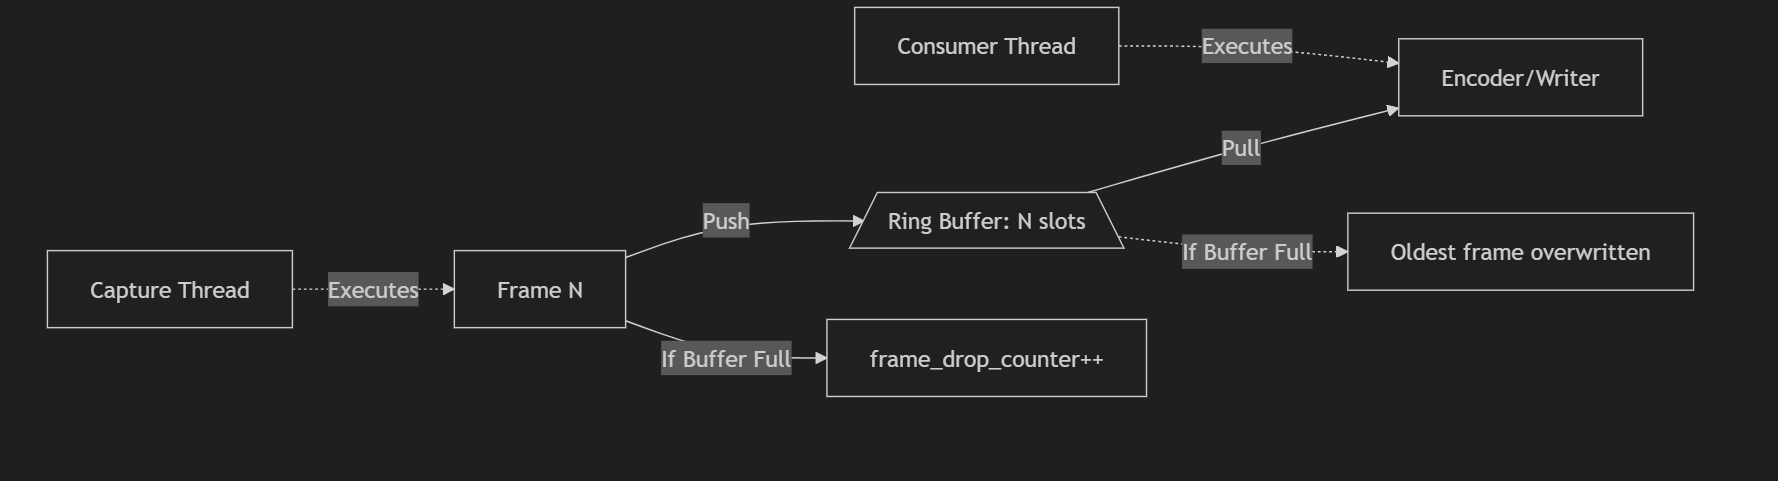 Consumer Thread
Executes
Encoder/Writer
Pull
Push
Ring Buffer: N slots
If Buffer Full
Oldest frame overwritten
Capture Thread
Executes
Frame N
If Buffer Full
frame_drop_counter++